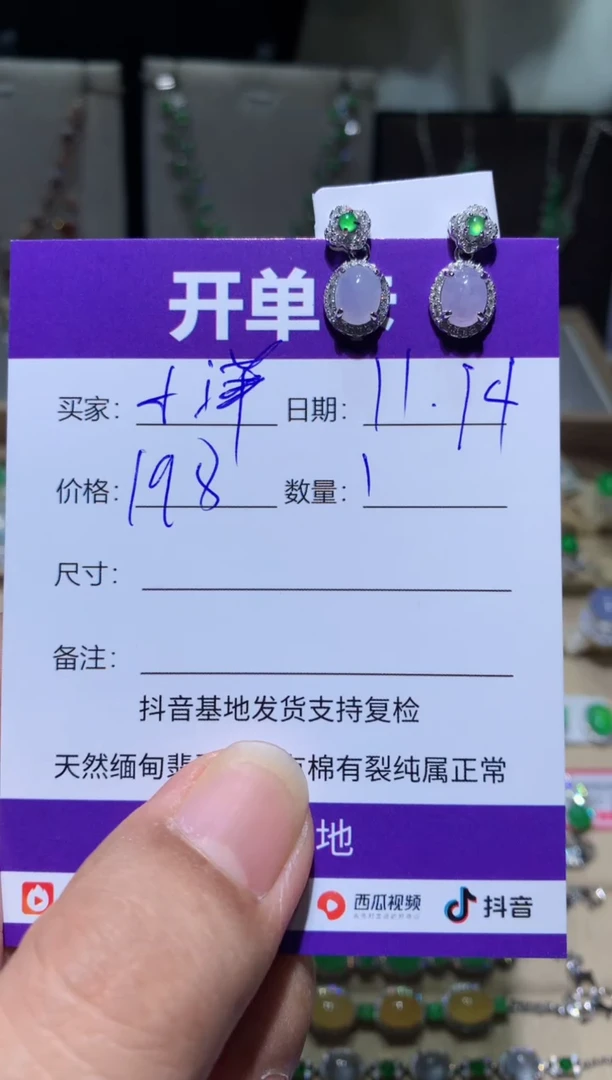 开单
买家: 日期: 11.14
价格: 198 数量: 1
尺寸:
备注:
抖音基地发货支持复检
天然缅甸翡 棉有裂纯属正常
地
西瓜视频 抖音